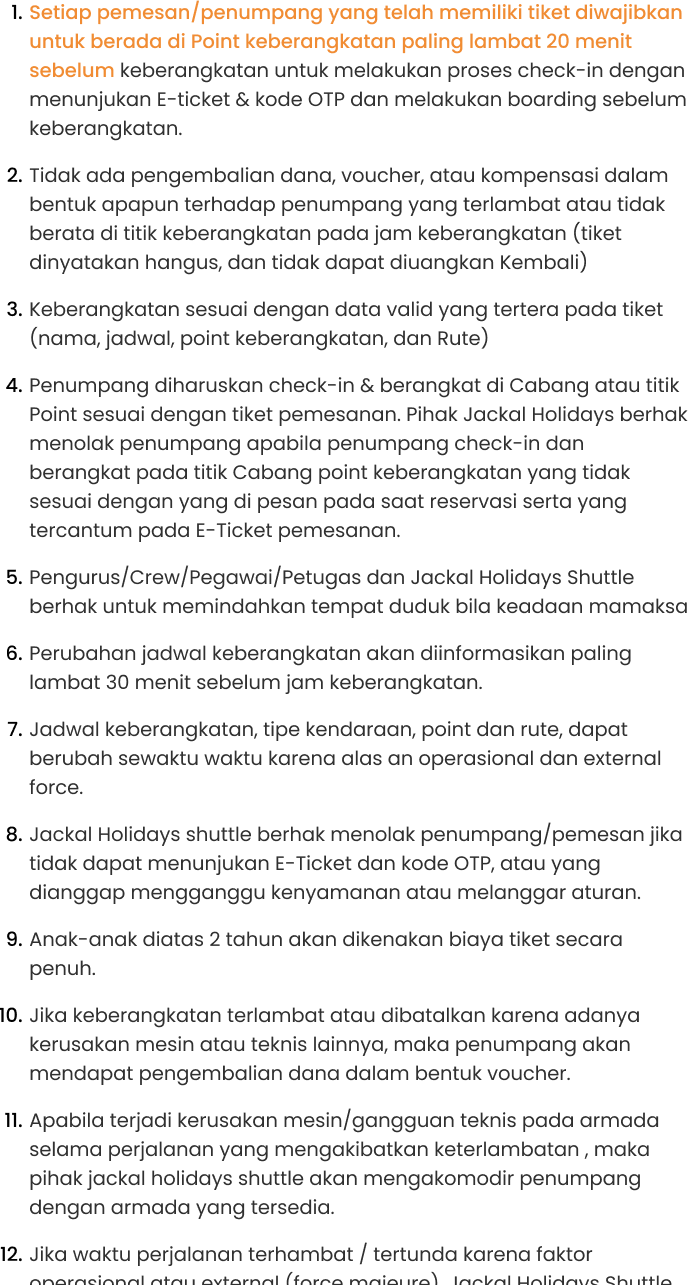 1. Setiap pemesan/penumpang yang telah memiliki tiket diwajibkan
untuk berada di Point keberangkatan paling lambat 20 menit
sebelum keberangkatan untuk melakukan proses check-in dengan
menunjukan E-ticket & kode OTP dan melakukan boarding sebelum
keberangkatan.
2. Tidak ada pengembalian dana, voucher, atau kompensasi dalam
bentuk apapun terhadap penumpang yang terlambat atau tidak
berata di titik keberangkatan pada jam keberangkatan (tiket
dinyatakan hangus, dan tidak dapat diuangkan Kembali)
3. Keberangkatan sesuai dengan data valid yang tertera pada tiket
(nama, jadwal, point keberangkatan, dan Rute)
4. Penumpang diharuskan check-in & berangkat di Cabang atau titik
Point sesuai dengan tiket pemesanan. Pihak Jackal Holidays berhak
menolak penumpang apabila penumpang check-in dan
berangkat pada titik Cabang point keberangkatan yang tidak
sesuai dengan yang di pesan pada saat reservasi serta yang
tercantum pada E-Ticket pemesanan.
5. Pengurus/Crew/Pegawai/Petugas dan Jackal Holidays Shuttle
berhak untuk memindahkan tempat duduk bila keadaan mamaksa
6. Perubahan jadwal keberangkatan akan diinformasikan paling
lambat 30 menit sebelum jam keberangkatan.
7. Jadwal keberangkatan, tipe kendaraan, point dan rute, dapat
berubah sewaktu waktu karena alas an operasional dan external
force.
8. Jackal Holidays shuttle berhak menolak penumpang/pemesan jika
tidak dapat menunjukan E-Ticket dan kode OTP, atau yang
dianggap mengganggu kenyamanan atau melanggar aturan.
9. Anak-anak diatas 2 tahun akan dikenakan biaya tiket secara
penuh.
10. Jika keberangkatan terlambat atau dibatalkan karena adanya
kerusakan mesin atau teknis lainnya, maka penumpang akan
mendapat pengembalian dana dalam bentuk voucher.
11. Apabila terjadi kerusakan mesin/gangguan teknis pada armada
selama perjalanan yang mengakibatkan keterlambatan , maka
pihak jackal holidays shuttle akan mengakomodir penumpang
dengan armada yang tersedia.
12. Jika waktu perjalanan terhambat / tertunda karena faktor
operasional atau external (force majeure), Jackal Holidays Shuttle